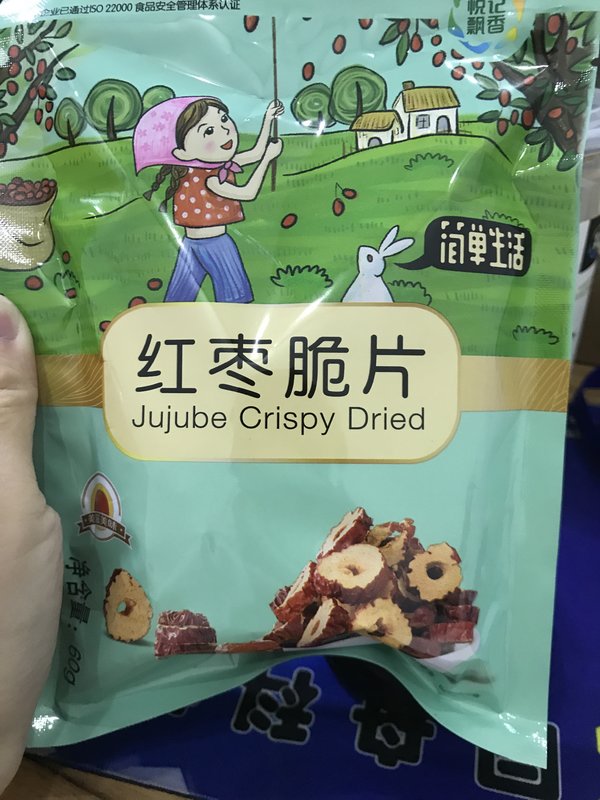 企业已通过ISO 22000 食品安全管理体系认证
悦记
飘香
简单生活
红枣脆片
Jujube Crispy Dried
净含量：60g